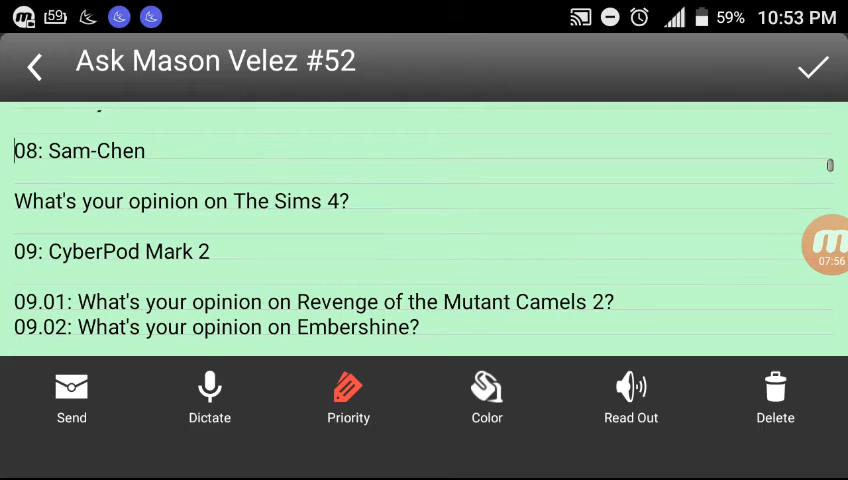 59
59%
10:53 PM
Ask Mason Velez #52
08: Sam-Chen
What's your opinion on The Sims 4?
09: CyberPod Mark 2
09.01: What's your opinion on Revenge of the Mutant Camels 2?
09.02: What's your opinion on Embershine?
07:56
Send
Dictate
Priority
Color
Read Out
Delete